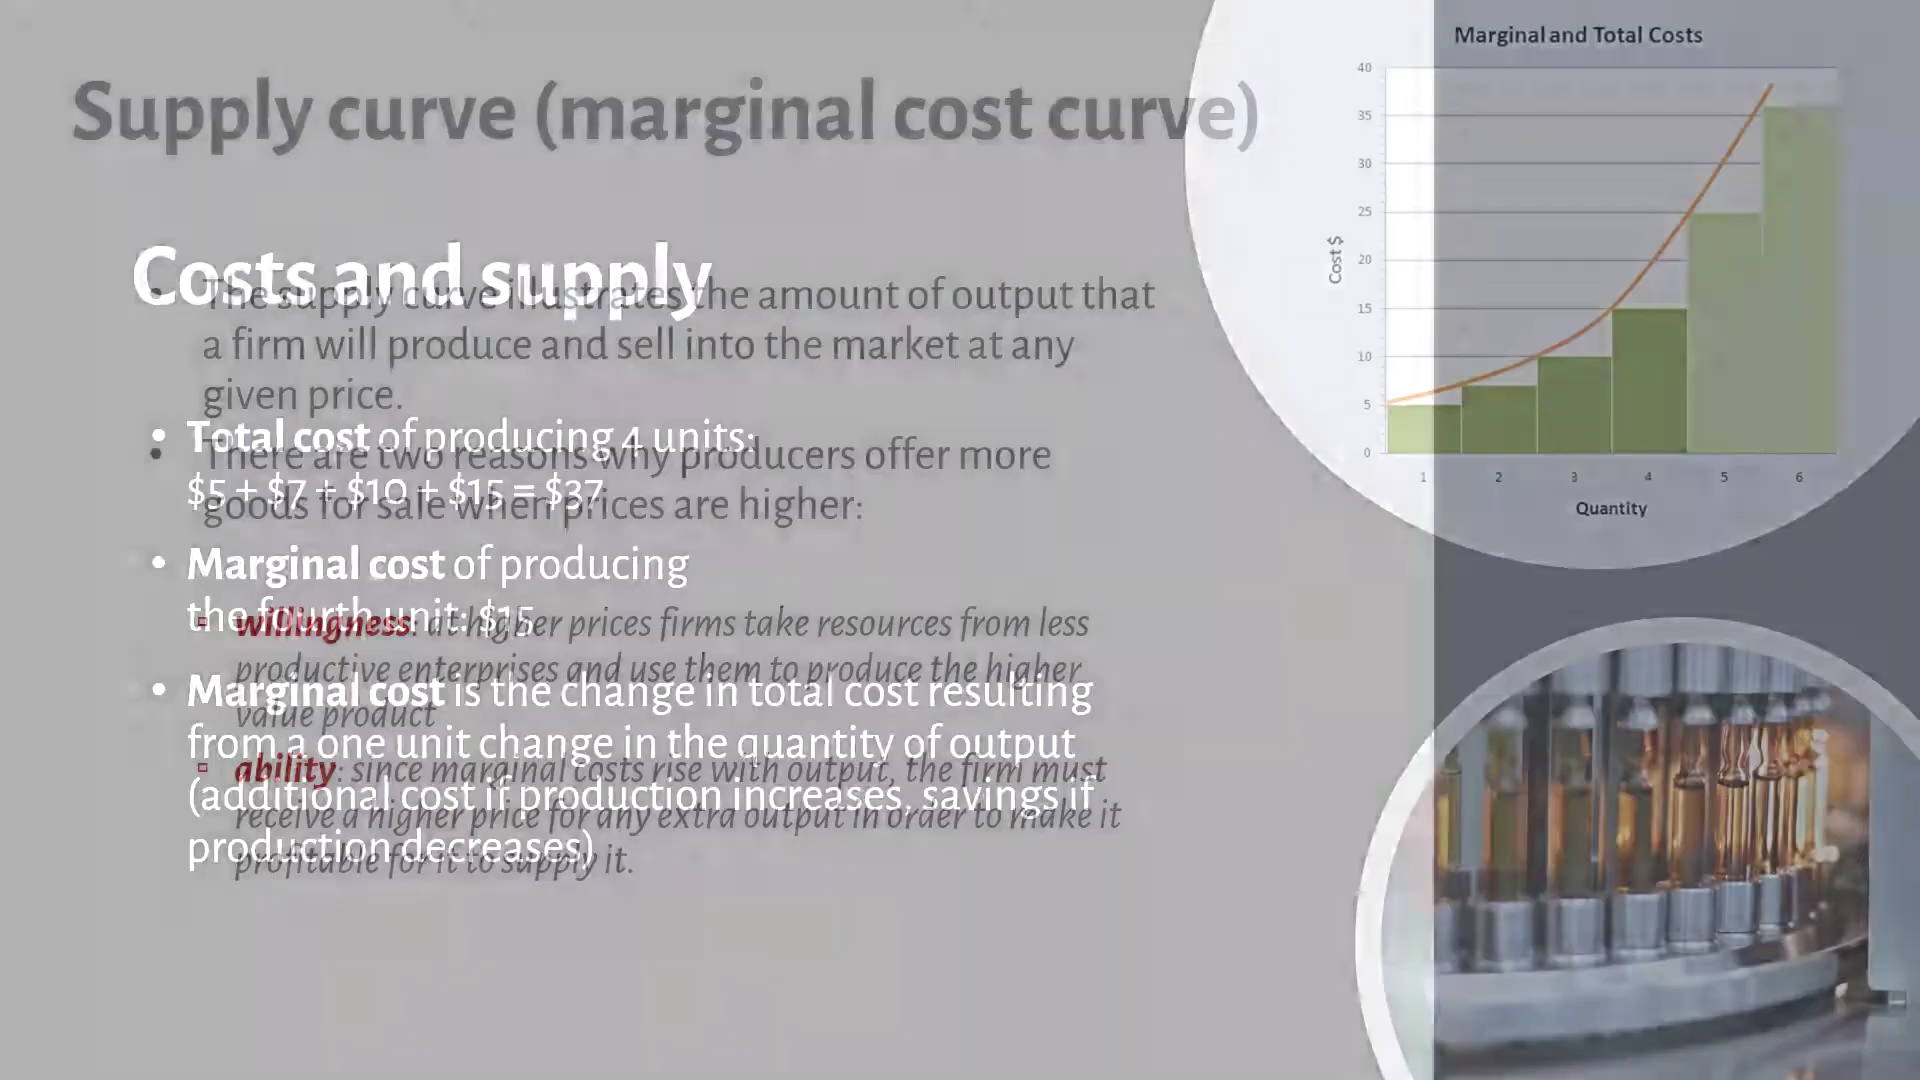 Supply curve (marginal cost curve)
• The supply curve illustrates the amount of output that
a firm will produce and sell into the market at any
given price.
• There are two reasons why producers offer more
goods for sale when prices are higher:
willingness: at higher prices firms take resources from less
productive enterprises and use them to produce the higher
value product
ability: since marginal costs rise with output, the firm must
receive a higher price for any extra output in order to make it
profitable for it to supply it.
Costs and supply
• Total cost of producing 4 units:
$5 + $7 + $10 + $15 = $37
• Marginal cost of producing
the fourth unit: $15
• Marginal cost is the change in total cost resulting
from a one unit change in the quantity of output
(additional cost if production increases, savings if
production decreases)
Marginal and Total Costs
40
35
30
25
20
15
10
5
0
Cost $
1 2 3 4 5 6
Quantity